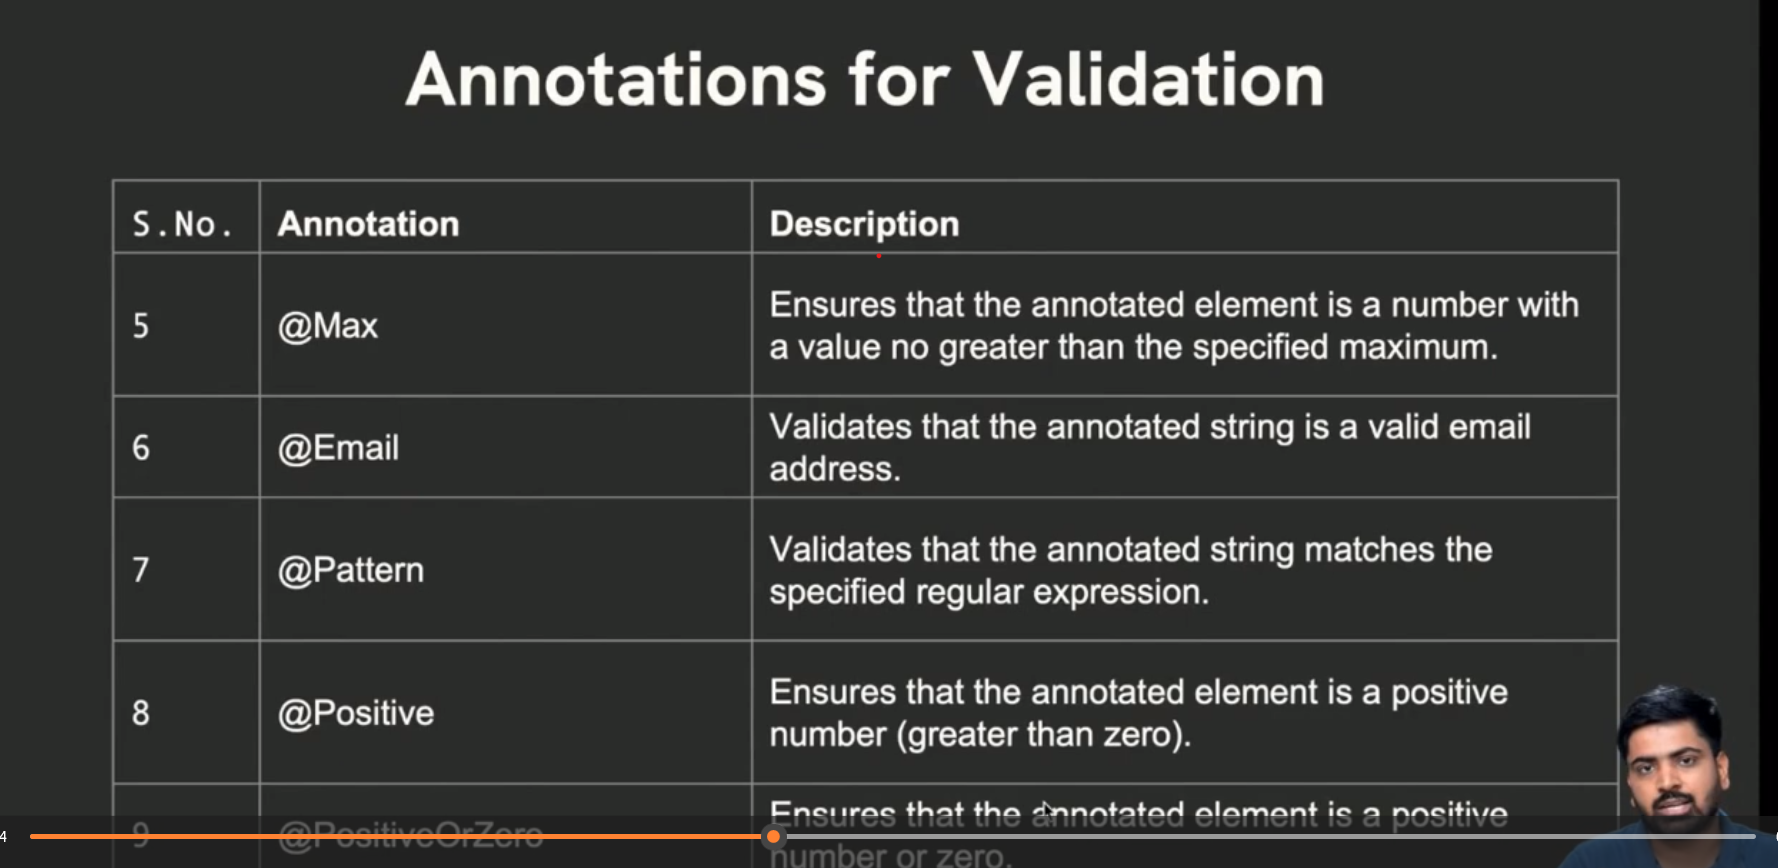 Annotations for Validation
S.No. Annotation Description
5 @Max Ensures that the annotated element is a number with
a value no greater than the specified maximum.
6 @Email Validates that the annotated string is a valid email
address.
7 @Pattern Validates that the annotated string matches the
specified regular expression.
8 @Positive Ensures that the annotated element is a positive
number (greater than zero).
9 @PositiveOrZero Ensures that the annotated element is a positive
number or zero.
4